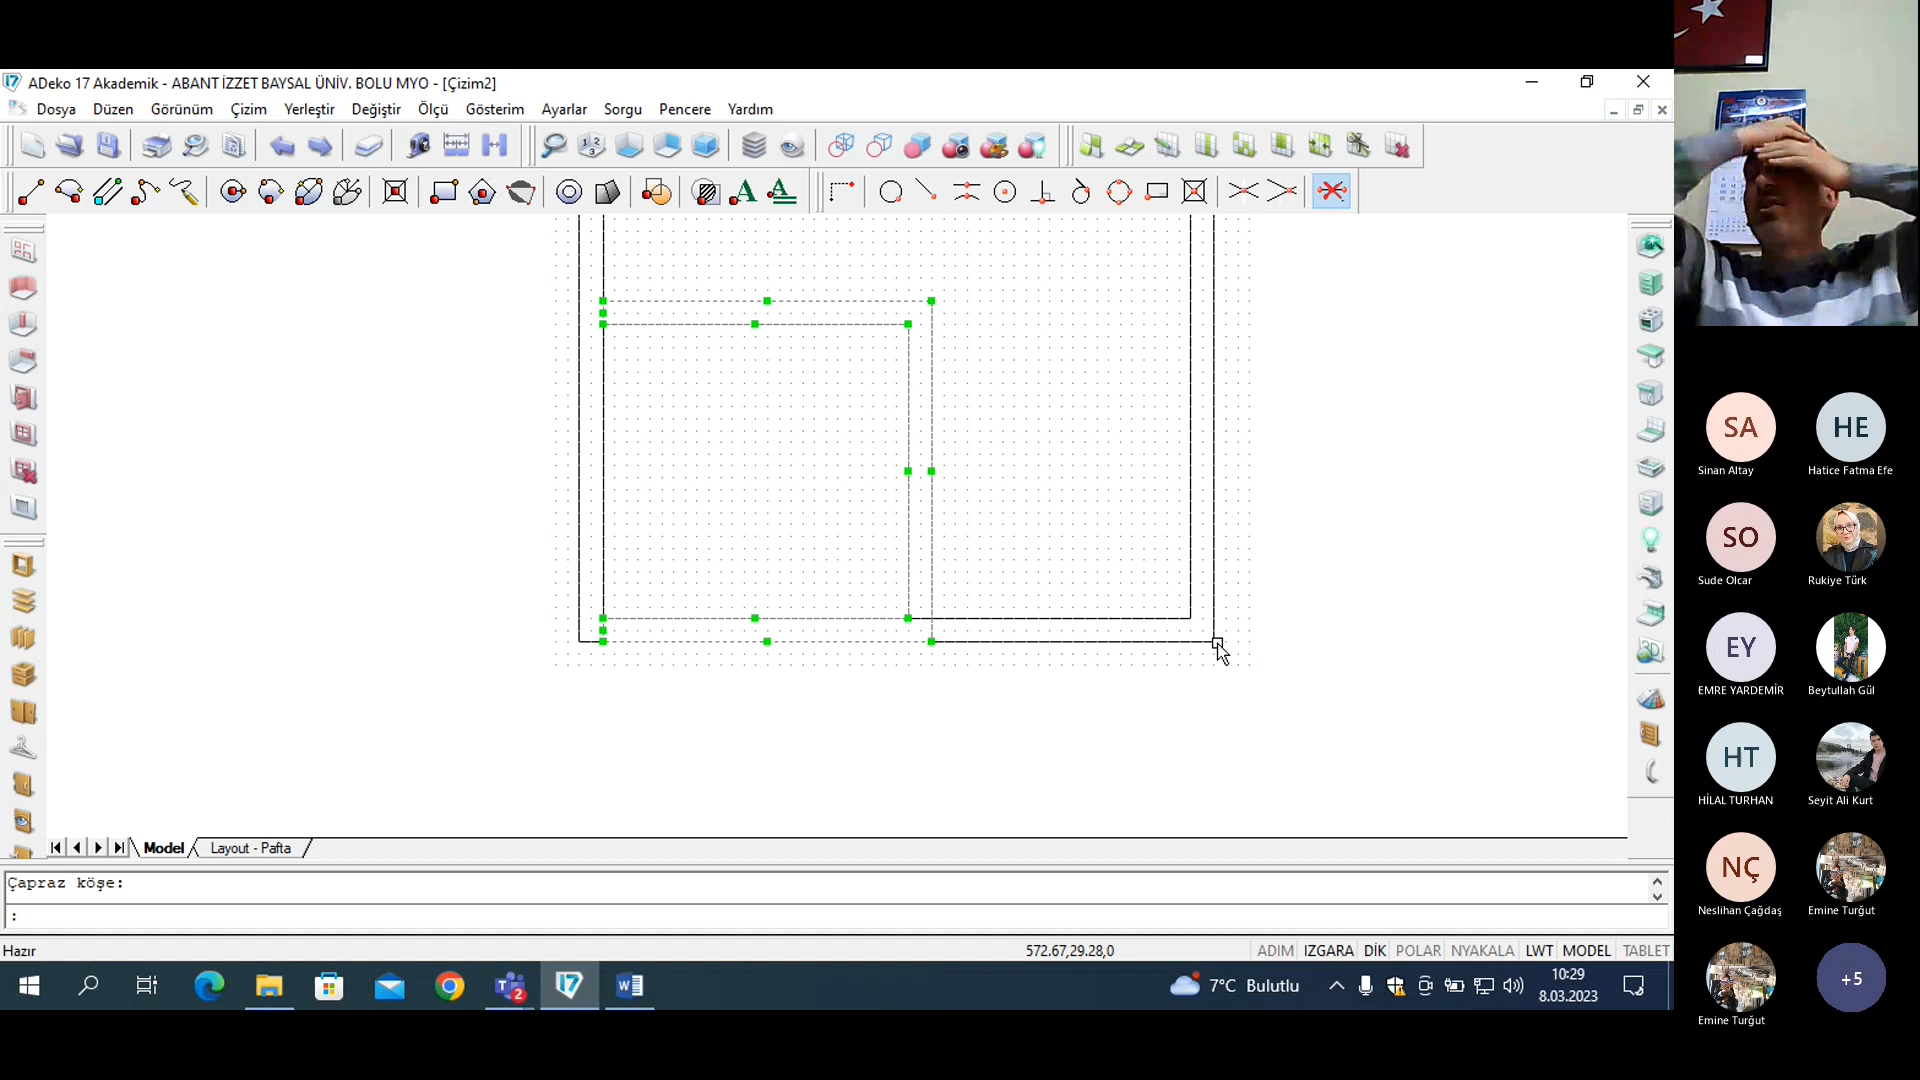 ADeko 17 Akademik - ABANT İZZET BAYSAL ÜNİV. BOLU MYO - [Çizim2]
Dosya Düzen Görünüm Çizim Yerleştir Değiştir Ölçü Gösterim Ayarlar Sorgu Pencere Yardım
Model Layout - Pafta
Çapraz köşe:
:
Hazır 572.67,29.28,0 ADIM IZGARA DİK POLAR NYAKALA LWT MODEL TABLET
7°C Bulutlu
10:29
8.03.2023
SA HE
Sinan Altay Hatice Fatma Efe
SO
Sude Olcar Rukiye Türk
EY
EMRE YARDEMİR Beytullah Gül
HT
HİLAL TURHAN Seyit Ali Kurt
NÇ
Neslihan Çağdaş Emine Turğut
+5
Emine Turğut